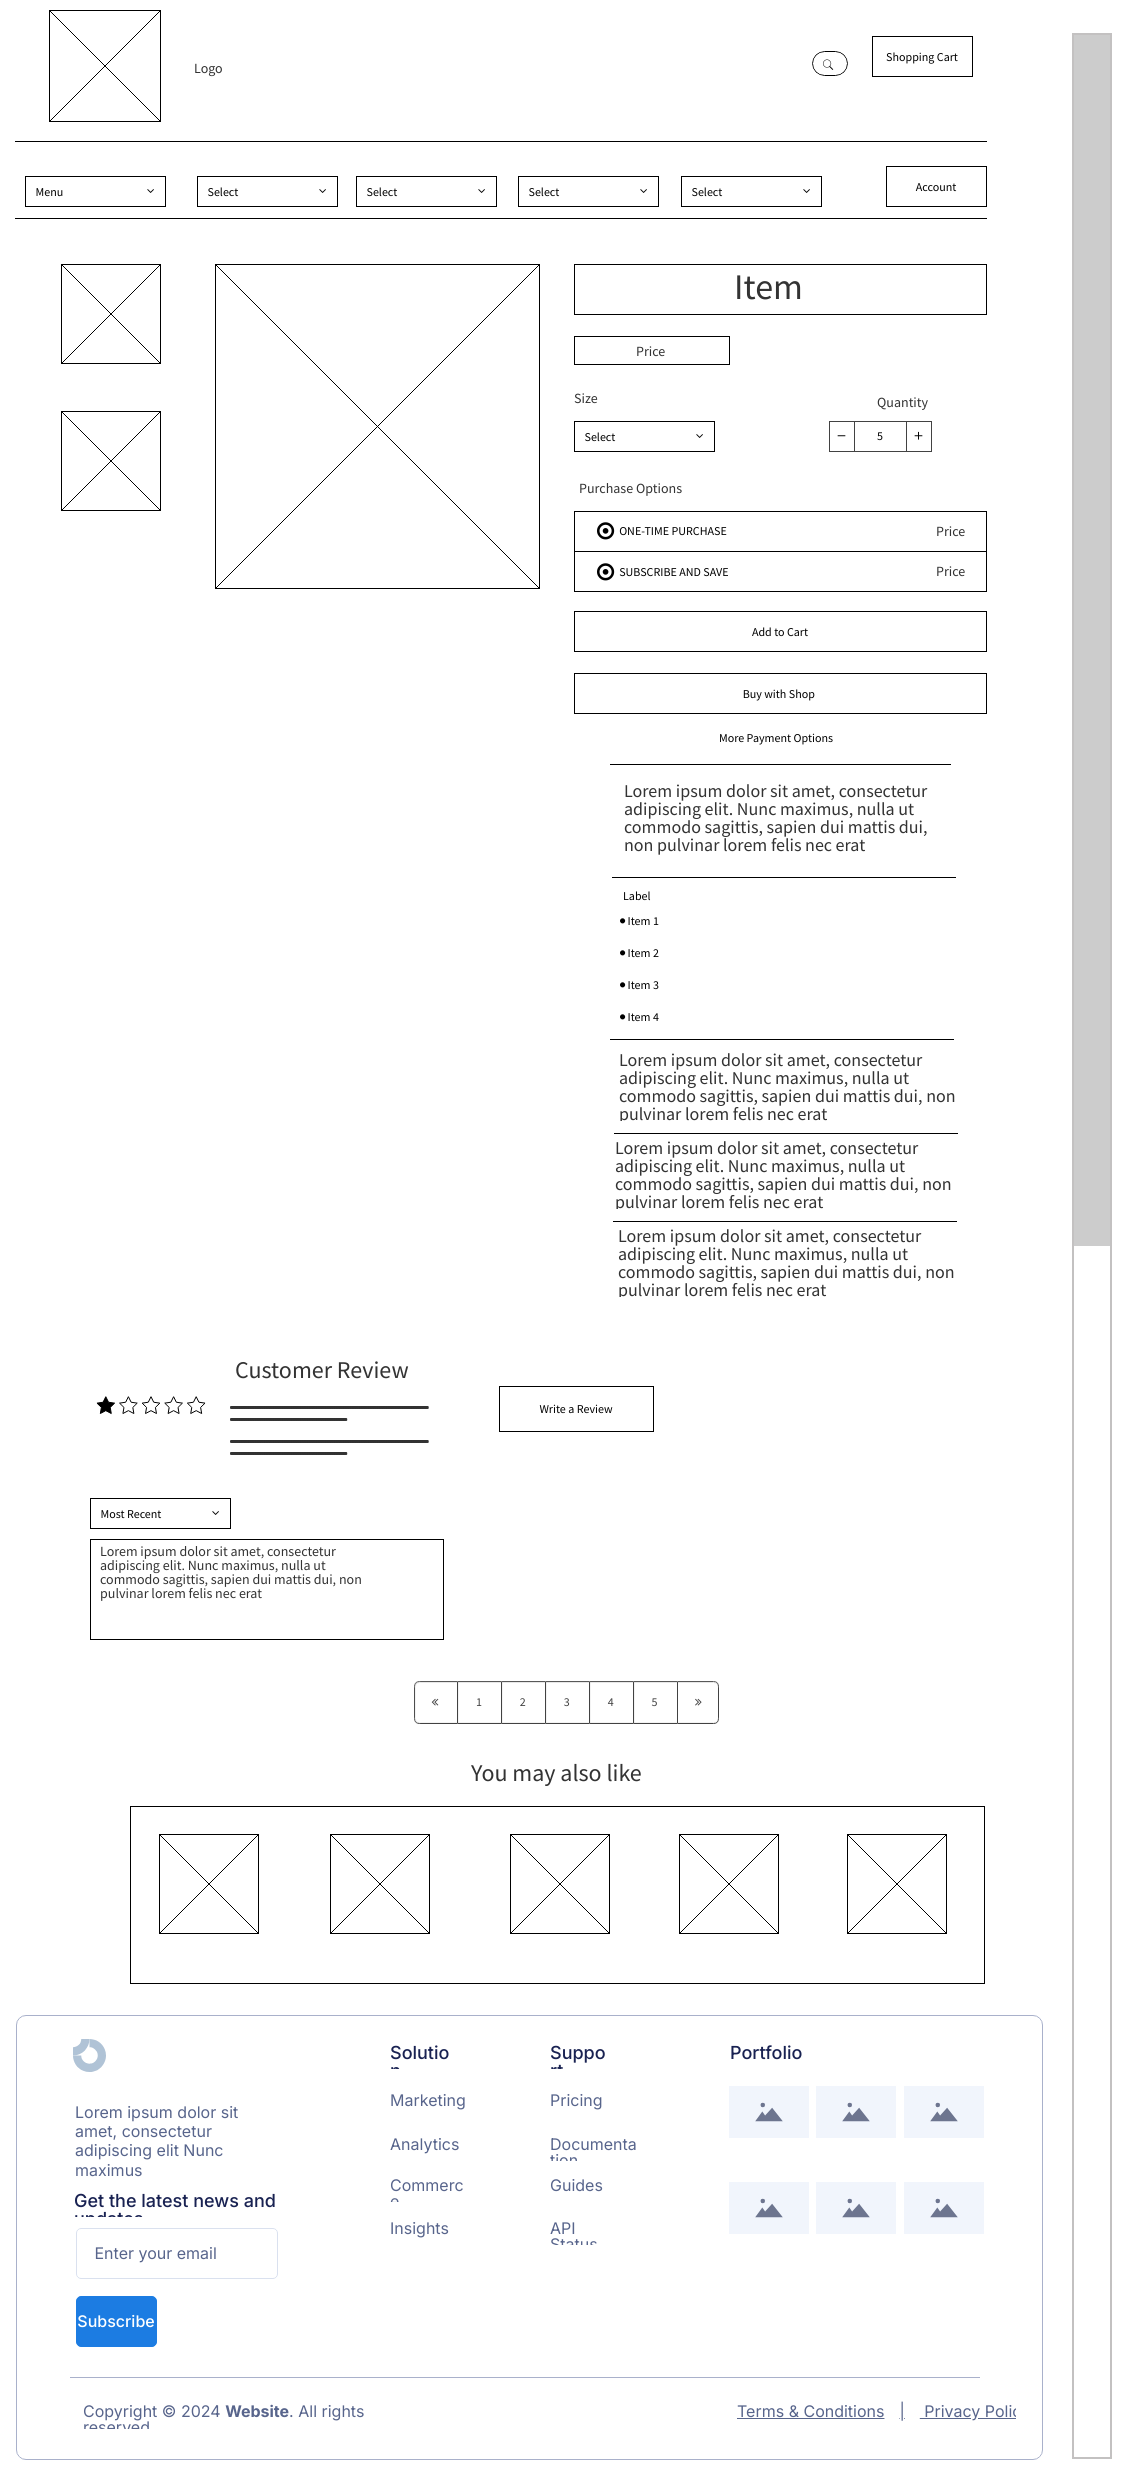 Logo
Shopping Cart
Menu
Select
Select
Select
Select
Account
Item
Price
Size
Quantity
Select
5
Purchase Options
ONE-TIME PURCHASE
Price
SUBSCRIBE AND SAVE
Price
Add to Cart
Buy with Shop
More Payment Options
Lorem ipsum dolor sit amet, consectetur
adipiscing elit. Nunc maximus, nulla ut
commodo sagittis, sapien dui mattis dui,
non pulvinar lorem felis nec erat
Label
• Item 1
• Item 2
• Item 3
• Item 4
Lorem ipsum dolor sit amet, consectetur
adipiscing elit. Nunc maximus, nulla ut
commodo sagittis, sapien dui mattis dui, non
pulvinar lorem felis nec erat
Lorem ipsum dolor sit amet, consectetur
adipiscing elit. Nunc maximus, nulla ut
commodo sagittis, sapien dui mattis dui, non
pulvinar lorem felis nec erat
Lorem ipsum dolor sit amet, consectetur
adipiscing elit. Nunc maximus, nulla ut
commodo sagittis, sapien dui mattis dui, non
pulvinar lorem felis nec erat
Customer Review
Write a Review
Most Recent
Lorem ipsum dolor sit amet, consectetur
adipiscing elit. Nunc maximus, nulla ut
commodo sagittis, sapien dui mattis dui, non
pulvinar lorem felis nec erat
« 1 2 3 4 5 »
You may also like
Lorem ipsum dolor sit
amet, consectetur
adipiscing elit Nunc
maximus
Get the latest news and
updates
Enter your email
Subscribe
Solutio
n
Marketing
Analytics
Commerc
e
Insights
Suppo
rt
Pricing
Documenta
tion
Guides
API
Status
Portfolio
Copyright © 2024 Website. All rights
reserved
Terms & Conditions | Privacy Polic